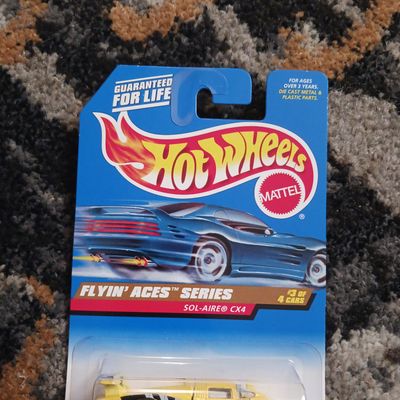 GUARANTEED
FOR LIFE
FOR AGES
OVER 3 YEARS.
DIE CAST METAL &
PLASTIC PARTS.
HOT WHEELS
MATTEL
®
FLYIN' ACES™ SERIES
#3 OF
4 CARS
SOL-AIRE® CX4